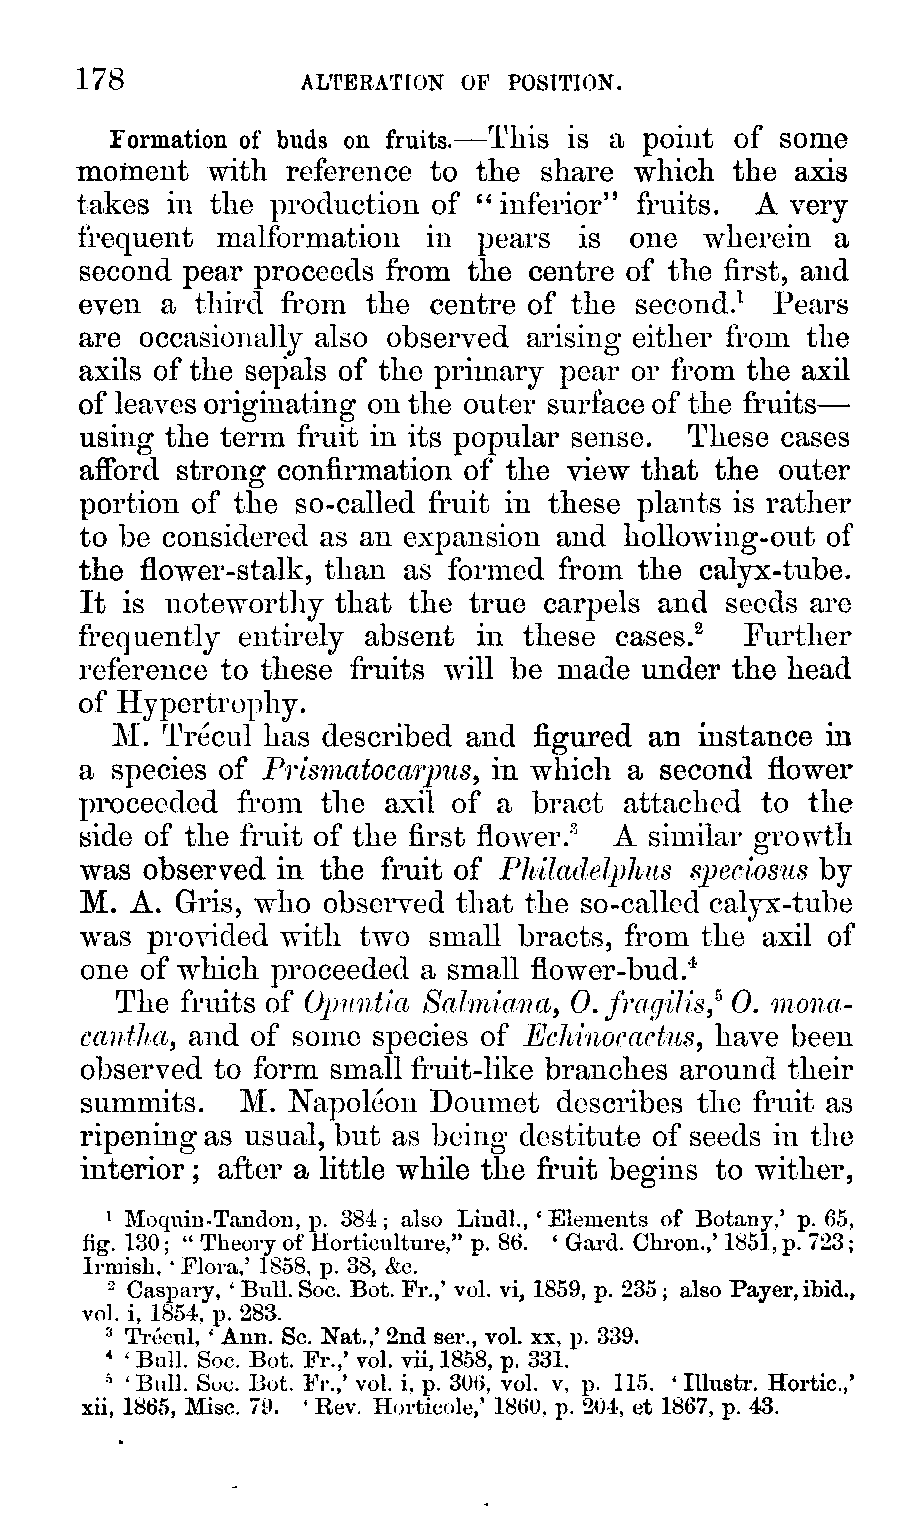 178 ALTERATION OF POSITION.
Formation of buds on fruits.—This is a point of some
moment with reference to the share which the axis
takes in the production of “inferior” fruits. A very
frequent malformation in pears is one wherein a
second pear proceeds from the centre of the first, and
even a third from the centre of the second.¹ Pears
are occasionally also observed arising either from the
axils of the sepals of the primary pear or from the axil
of leaves originating on the outer surface of the fruits—
using the term fruit in its popular sense. These cases
afford strong confirmation of the view that the outer
portion of the so-called fruit in these plants is rather
to be considered as an expansion and hollowing-out of
the flower-stalk, than as formed from the calyx-tube.
It is noteworthy that the true carpels and seeds are
frequently entirely absent in these cases.² Further
reference to these fruits will be made under the head
of Hypertrophy.
M. Trécul has described and figured an instance in
a species of Prismatocarpus, in which a second flower
proceeded from the axil of a bract attached to the
side of the fruit of the first flower.³ A similar growth
was observed in the fruit of Philadelphus speciosus by
M. A. Gris, who observed that the so-called calyx-tube
was provided with two small bracts, from the axil of
one of which proceeded a small flower-bud.⁴
The fruits of Opuntia Salmiana, O. fragilis,⁵ O. mona-
cantha, and of some species of Echinocactus, have been
observed to form small fruit-like branches around their
summits. M. Napoléon Doumet describes the fruit as
ripening as usual, but as being destitute of seeds in the
interior; after a little while the fruit begins to wither,
¹ Moquin-Tandon, p. 384; also Lindl., ‘Elements of Botany,’ p. 65,
fig. 130; “Theory of Horticulture,” p. 86. ‘Gard. Chron.,’ 1851, p. 723;
Irmish, ‘Flora,’ 1858, p. 38, &c.
² Caspary, ‘Bull. Soc. Bot. Fr.,’ vol. vi, 1859, p. 235; also Payer, ibid.,
vol. i, 1854, p. 283.
³ Trécul, ‘Ann. Sc. Nat.,’ 2nd ser., vol. xx, p. 339.
⁴ ‘Bull. Soc. Bot. Fr.,’ vol. vii, 1858, p. 331.
⁵ ‘Bull. Soc. Bot. Fr.,’ vol. i, p. 306, vol. v, p. 115. ‘Illustr. Hortic.,’
xii, 1865, Misc. 79. ‘Rev. Horticole,’ 1860, p. 204, et 1867, p. 43.